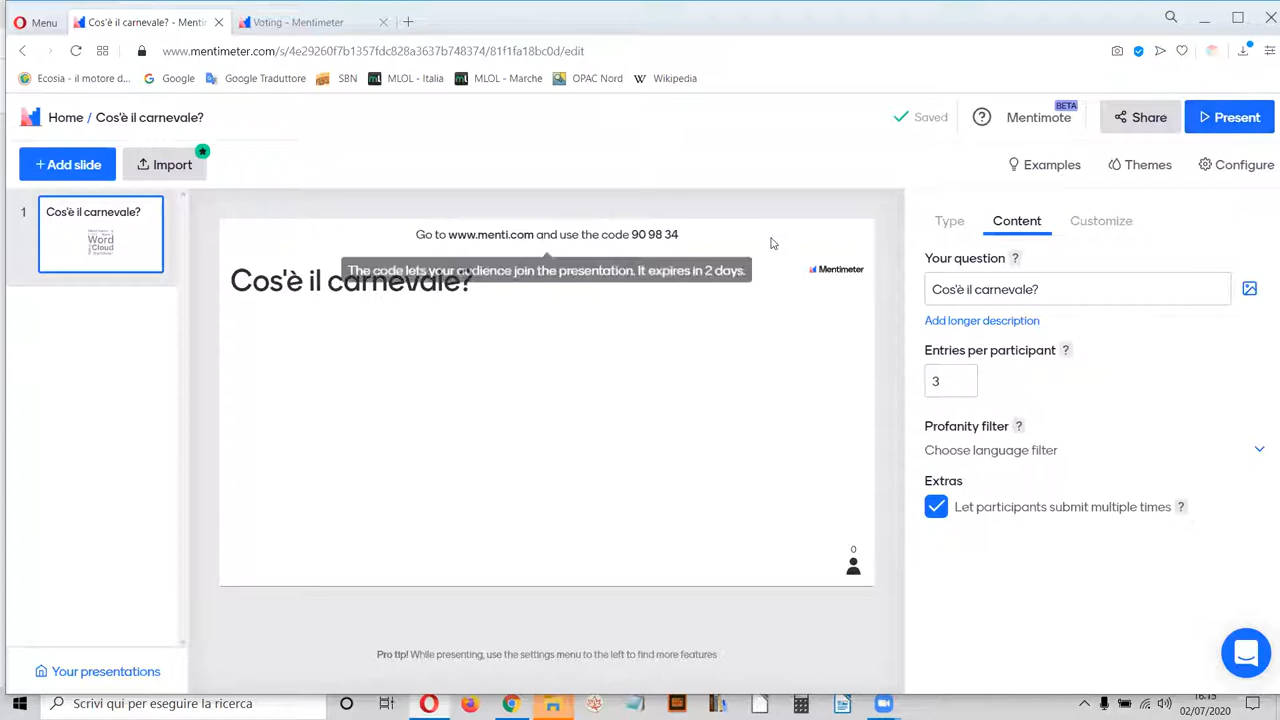 Menu
Cos'è il carnevale? - Menti
Voting - Mentimeter
www.mentimeter.com/s/4e29260f7b1357fdc828a3637b748374/81f1fa18bc0d/edit
Ecosia - il motore d...
Google
Google Traduttore
SBN
MLOL - Italia
MLOL - Marche
OPAC Nord
Wikipedia
Home / Cos'è il carnevale?
Saved
Mentimote
BETA
Share
Present
+ Add slide
Import
Examples
Themes
Configure
1
Cos'è il carnevale?
Word
Cloud
Go to www.menti.com and use the code 90 98 34
The code lets your audience join the presentation. It expires in 2 days.
Cos'è il carnevale?
Mentimeter
0
Pro tip! While presenting, use the settings menu to the left to find more features
Type
Content
Customize
Your question ?
Cos'è il carnevale?
Add longer description
Entries per participant ?
3
Profanity filter ?
Choose language filter
Extras
Let participants submit multiple times ?
Your presentations
Scrivi qui per eseguire la ricerca
16:15
02/07/2020